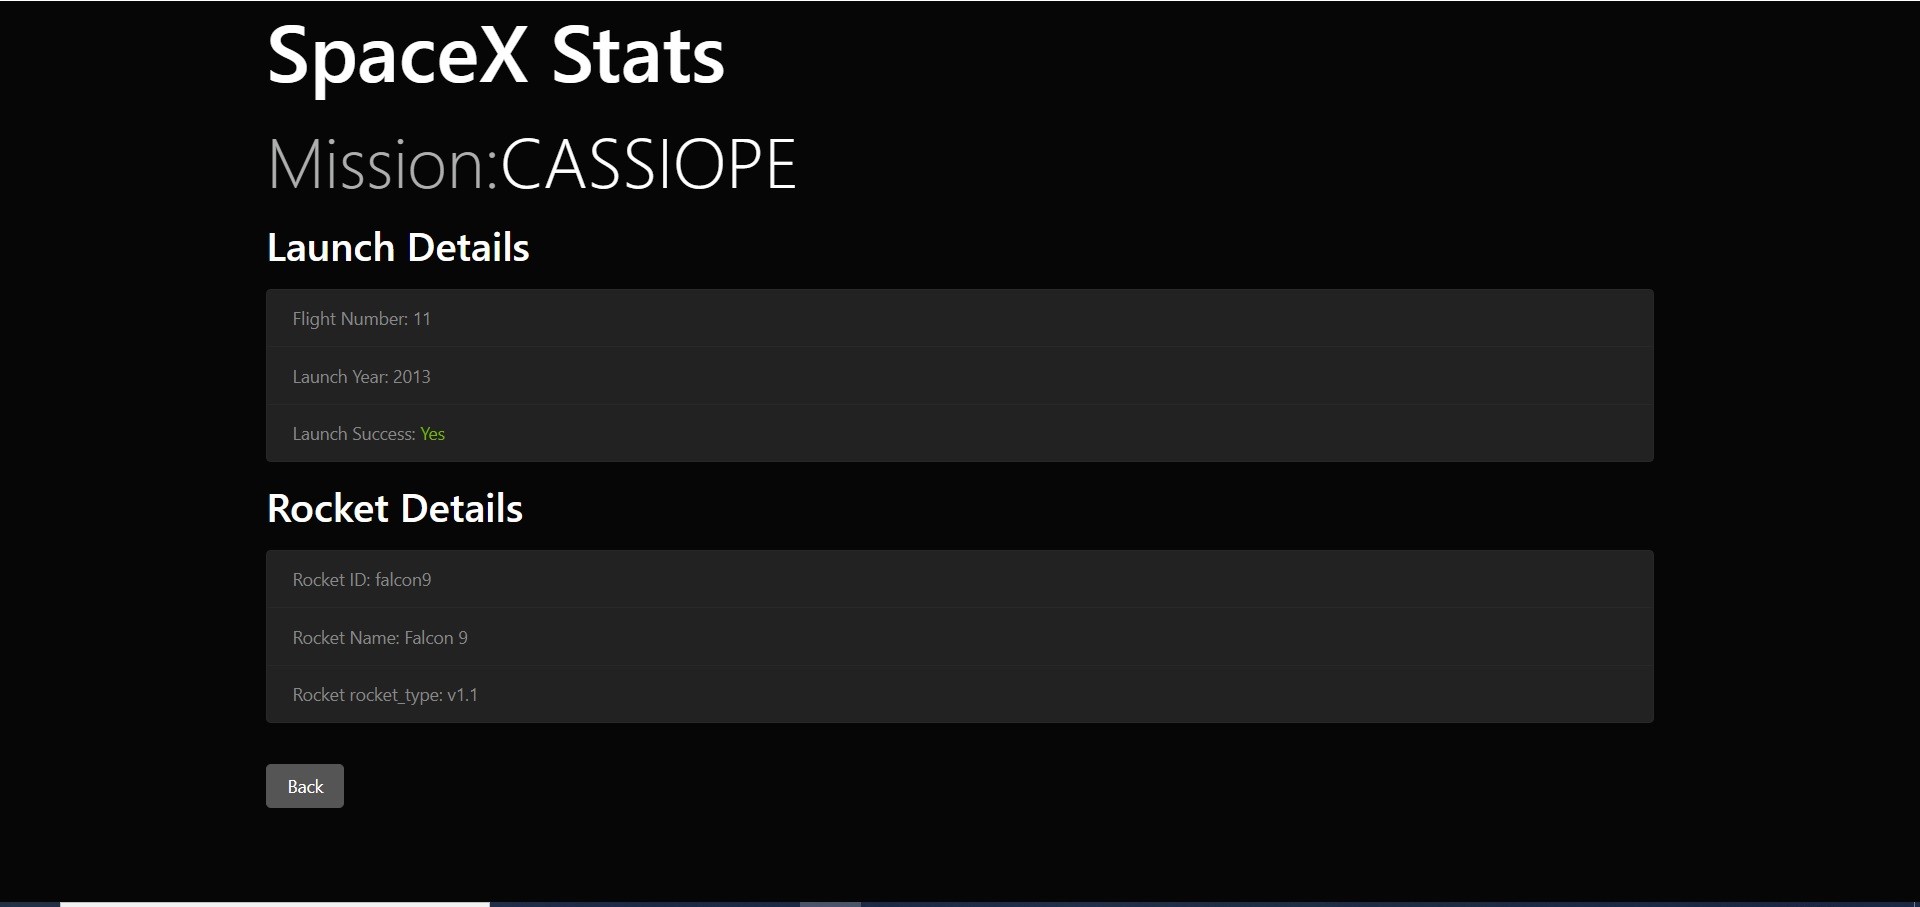 SpaceX Stats
Mission:CASSIOPE
Launch Details
Flight Number: 11
Launch Year: 2013
Launch Success: Yes
Rocket Details
Rocket ID: falcon9
Rocket Name: Falcon 9
Rocket rocket_type: v1.1
Back